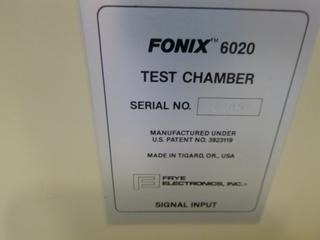 FONIX™ 6020
TEST CHAMBER
SERIAL NO.
MANUFACTURED UNDER
U.S. PATENT NO. 3923119
MADE IN TIGARD, OR., USA
FRYE
ELECTRONICS, INC.®
SIGNAL INPUT